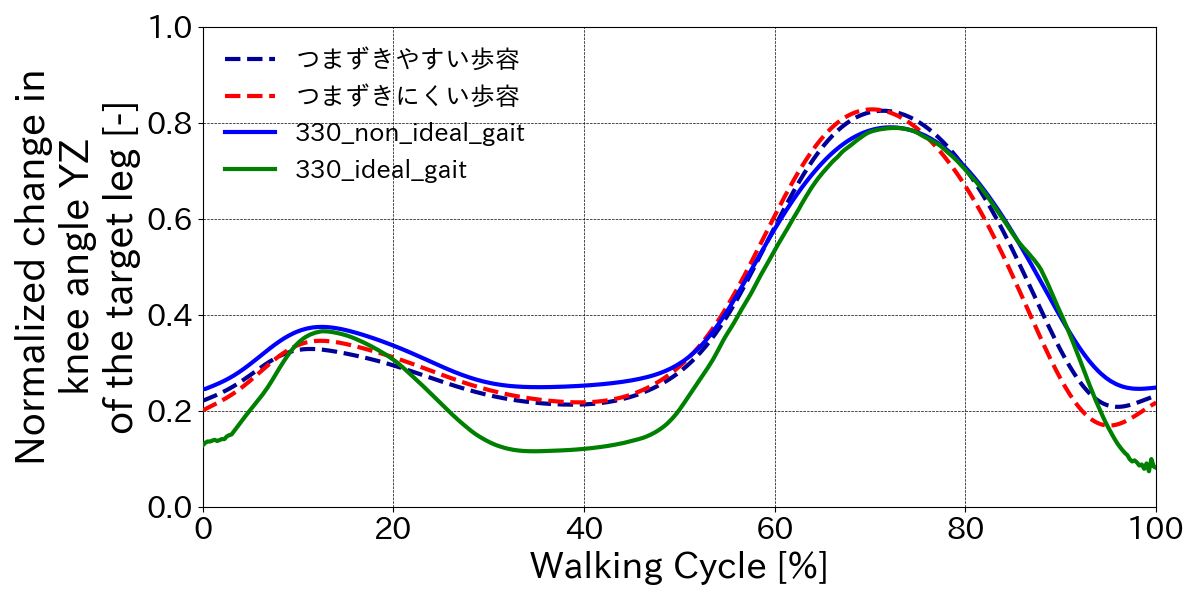 Normalized change in
knee angle YZ
of the target leg [-]
1.0
0.8
0.6
0.4
0.2
0.0
つまずきやすい歩容
つまずきにくい歩容
330_non_ideal_gait
330_ideal_gait
0 20 40 60 80 100
Walking Cycle [%]